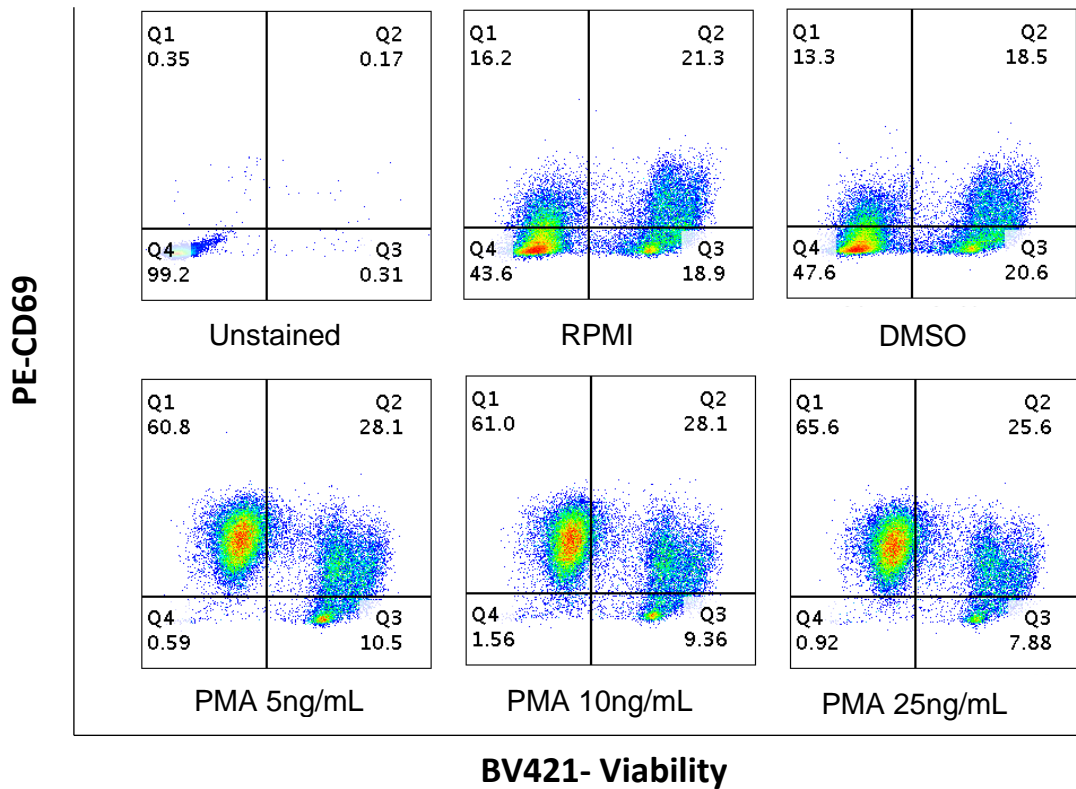 PE-CD69
Q1
0.35
Q2
0.17
Q4
99.2
Q3
0.31
Unstained
Q1
16.2
Q2
21.3
Q4
43.6
Q3
18.9
RPMI
Q1
13.3
Q2
18.5
Q4
47.6
Q3
20.6
DMSO
Q1
60.8
Q2
28.1
Q4
0.59
Q3
10.5
PMA 5ng/mL
Q1
61.0
Q2
28.1
Q4
1.56
Q3
9.36
PMA 10ng/mL
Q1
65.6
Q2
25.6
Q4
0.92
Q3
7.88
PMA 25ng/mL
BV421- Viability